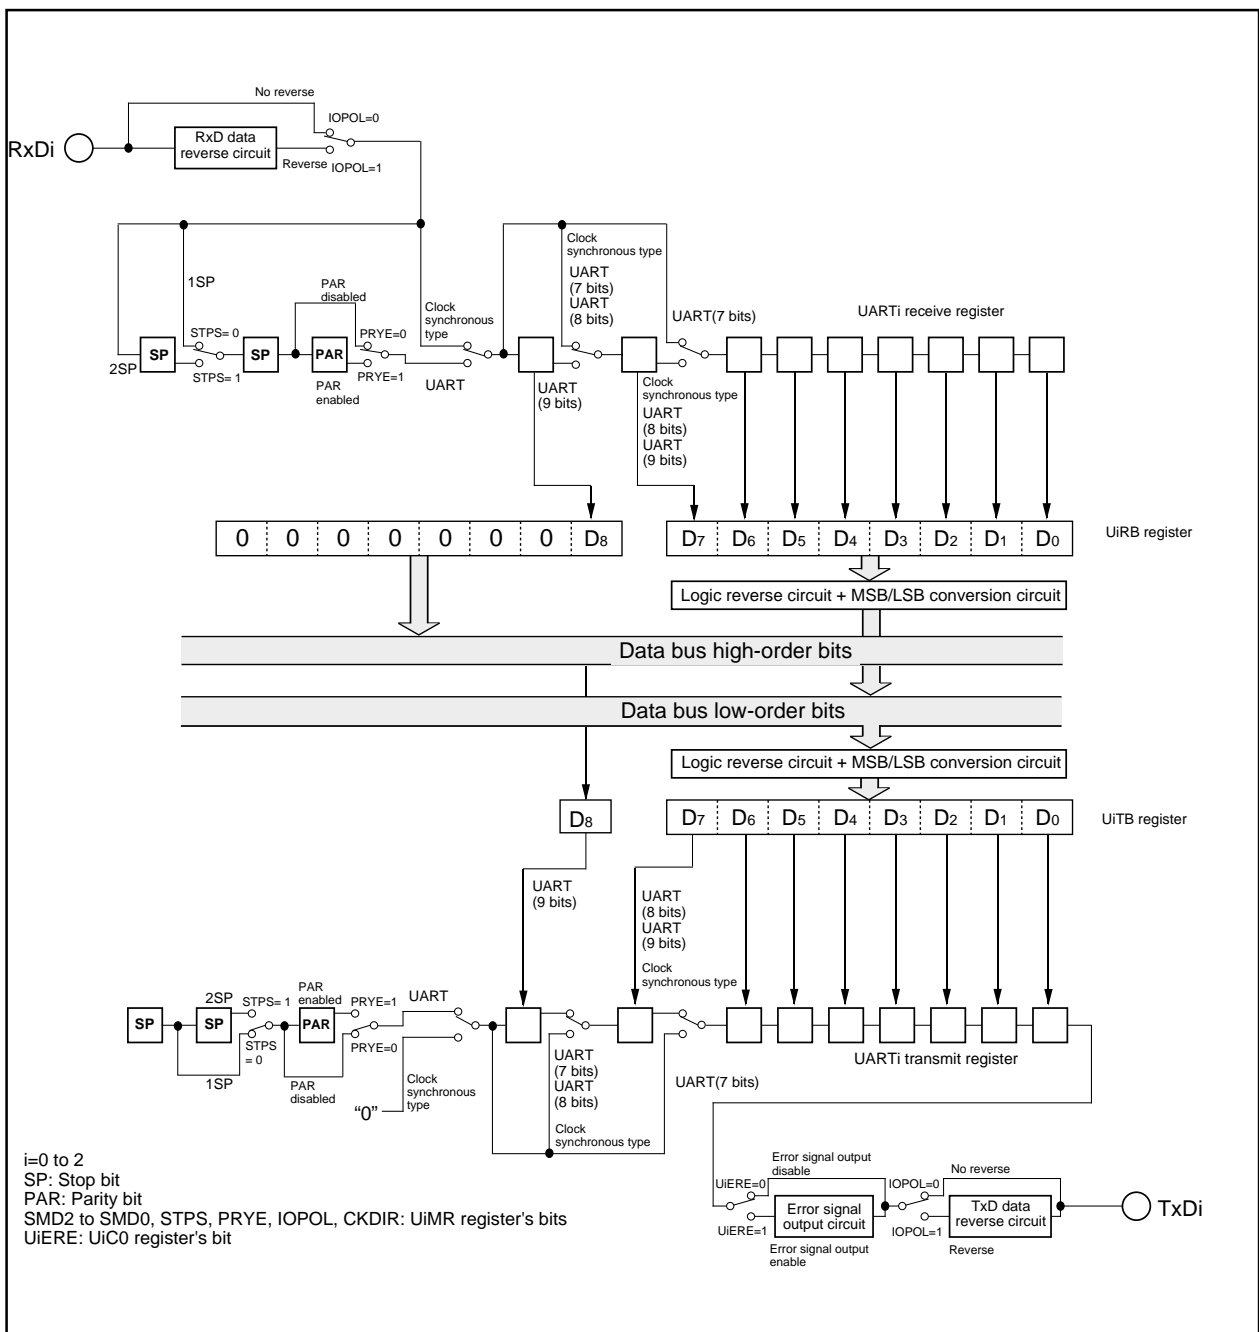 No reverse
IOPOL=0
RxDi
RxD data
reverse circuit
Reverse
IOPOL=1
1SP
Clock
synchronous type
UART
(7 bits)
UART
(8 bits)
PAR
disabled
Clock
synchronous
type
UART(7 bits)
UARTi receive register
STPS= 0
PRYE=0
SP
SP
PAR
2SP
STPS= 1
PAR
enabled
PRYE=1
UART
UART
(9 bits)
Clock
synchronous type
UART
(8 bits)
UART
(9 bits)
0 0 0 0 0 0 0 D8
D7 D6 D5 D4 D3 D2 D1 D0
UiRB register
Logic reverse circuit + MSB/LSB conversion circuit
Data bus high-order bits
Data bus low-order bits
Logic reverse circuit + MSB/LSB conversion circuit
D8
D7 D6 D5 D4 D3 D2 D1 D0
UiTB register
UART
(9 bits)
UART
(8 bits)
UART
(9 bits)
Clock
synchronous type
2SP
STPS= 1
PAR
enabled
PRYE=1
UART
SP
SP
PAR
STPS
= 0
PRYE=0
1SP
PAR
disabled
“0”
Clock
synchronous
type
UART
(7 bits)
UART
(8 bits)
Clock
synchronous type
UART(7 bits)
UARTi transmit register
i=0 to 2
SP: Stop bit
PAR: Parity bit
SMD2 to SMD0, STPS, PRYE, IOPOL, CKDIR: UiMR register's bits
UiERE: UiC0 register's bit
Error signal output
disable
No reverse
UiERE=0
IOPOL=0
Error signal
output circuit
TxD data
reverse circuit
TxDi
UiERE=1
IOPOL=1
Error signal output
enable
Reverse